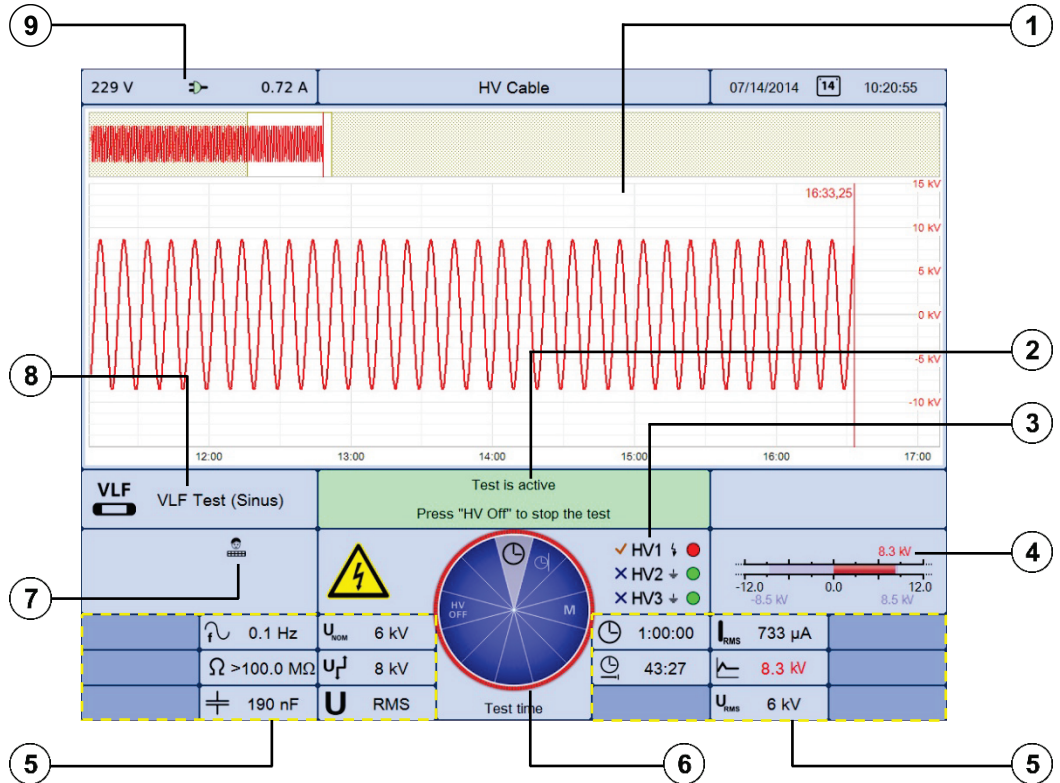 9
1
229 V 0.72 A HV Cable 07/14/2014 14 10:20:55
16:33,25 15 kV
10 kV
5 kV
0 kV
-5 kV
-10 kV
12:00 13:00 14:00 15:00 16:00 17:00
2
8
3
VLF VLF Test (Sinus)
Test is active
Press "HV Off" to stop the test
HV1
HV2
HV3
8.3 kV
-12.0 0.0 12.0
-8.5 kV 8.5 kV
4
7
HV OFF
M
f 0.1 Hz UNOM 6 kV 1:00:00 IRMS 733 µA
Ω >100.0 MΩ U 8 kV 43:27 8.3 kV
190 nF U RMS Test time URMS 6 kV
5
6
5